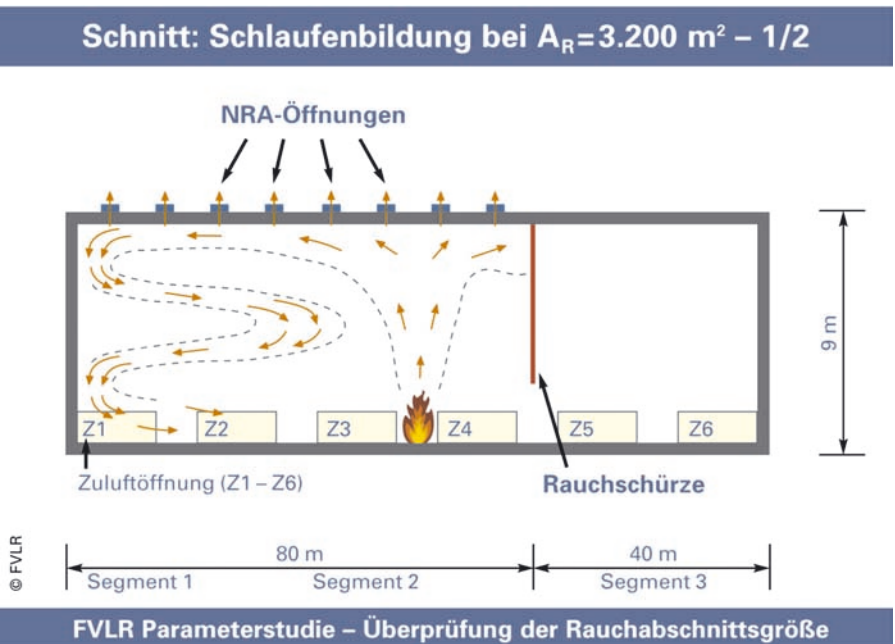 Schnitt: Schlaufenbildung bei AR=3.200 m² – 1/2
NRA-Öffnungen
9 m
Z1 Z2 Z3 Z4 Z5 Z6
Zuluftöffnung (Z1 – Z6)
Rauchschürze
80 m 40 m
Segment 1 Segment 2 Segment 3
© FVLR
FVLR Parameterstudie – Überprüfung der Rauchabschnittsgröße